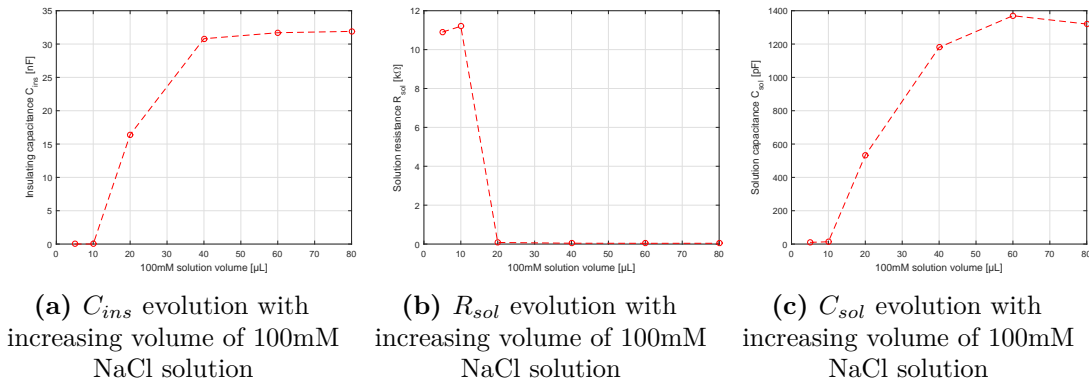 35
30
25
20
15
10
5
0
0 10 20 30 40 50 60 70 80
Insulating capacitance C_ins [nF]
100mM solution volume [µL]
12
10
8
6
4
2
0
0 10 20 30 40 50 60 70 80
Solution resistance R_sol [kΩ]
100mM solution volume [µL]
1400
1200
1000
800
600
400
200
0
0 10 20 30 40 50 60 70 80
Solution capacitance C_sol [pF]
100mM solution volume [µL]
(a) C_ins evolution with
increasing volume of 100mM
NaCl solution
(b) R_sol evolution with
increasing volume of 100mM
NaCl solution
(c) C_sol evolution with
increasing volume of 100mM
NaCl solution